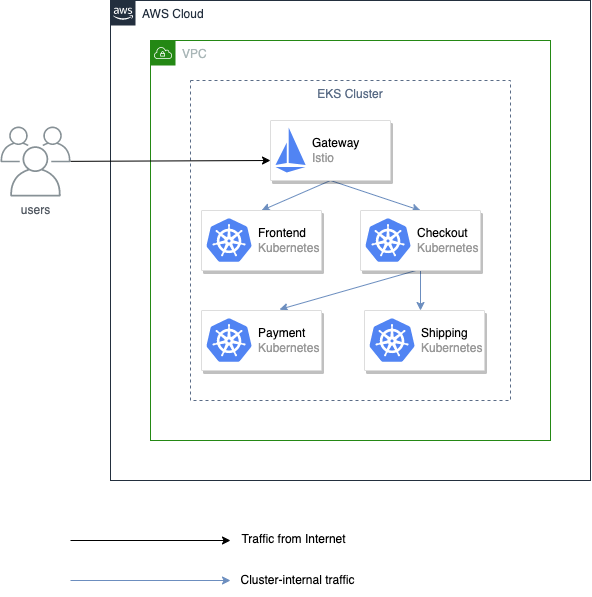 aws
AWS Cloud
VPC
EKS Cluster
Gateway
Istio
users
Frontend
Kubernetes
Checkout
Kubernetes
Payment
Kubernetes
Shipping
Kubernetes
Traffic from Internet
Cluster-internal traffic